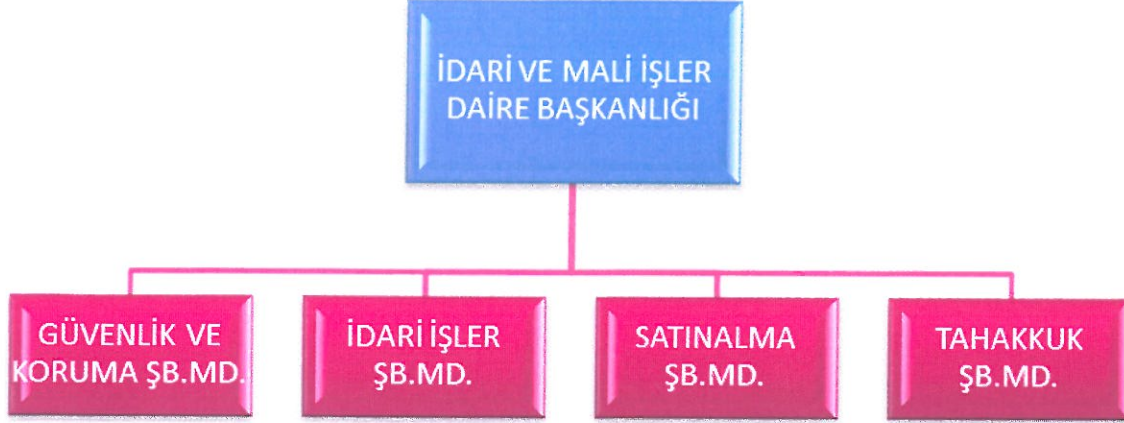 İDARİ VE MALİ İŞLER
DAİRE BAŞKANLIĞI
GÜVENLİK VE
KORUMA ŞB.MD.
İDARİ İŞLER
ŞB.MD.
SATINALMA
ŞB.MD.
TAHAKKUK
ŞB.MD.